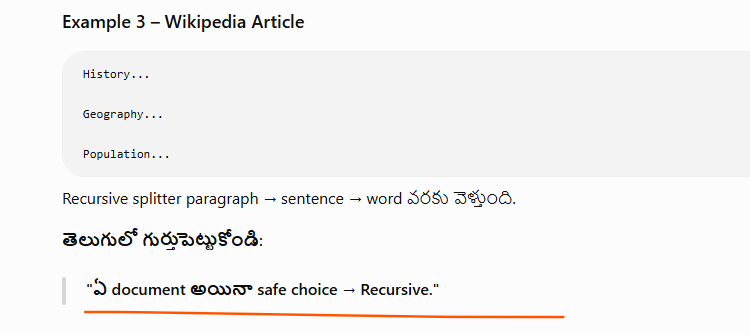 Example 3 – Wikipedia Article
History...
Geography...
Population...
Recursive splitter paragraph → sentence → word వరకు వెళ్తుంది.
తెలుగులో గుర్తుపెట్టుకోండి:
"ఏ document అయినా safe choice → Recursive."